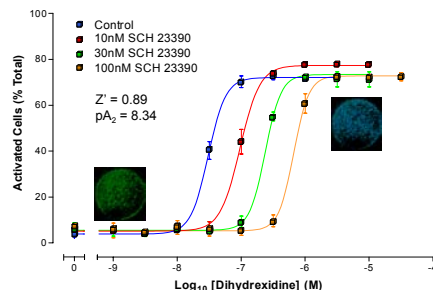 Control
10nM SCH 23390
30nM SCH 23390
100nM SCH 23390
Z' = 0.89
pA2 = 8.34
Activated Cells (% Total)
100
80
60
40
20
0
0 -9 -8 -7 -6 -5 -4
Log10 [Dihydrexidine] (M)